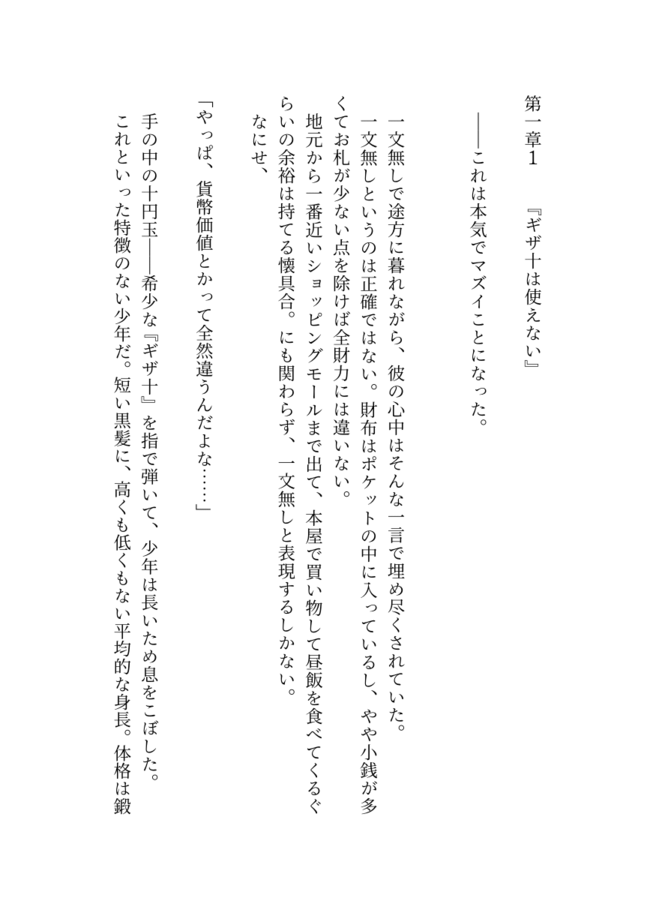 第一章１　　『ギザ十は使えない』
――これは本気でマズイことになった。
一文無しで途方に暮れながら、彼の心中はそんな一言で埋め尽くされていた。
一文無しというのは正確ではない。財布はポケットの中に入っているし、やや小銭が多
くてお札が少ない点を除けば全財力には違いない。
地元から一番近いショッピングモールまで出て、本屋で買い物して昼飯を食べてくるぐ
らいの余裕は持てる懐具合。にも関わらず、一文無しと表現するしかない。
なにせ、
「やっぱ、貨幣価値とかって全然違うんだよな……」
手の中の十円玉――希少な『ギザ十』を指で弾いて、少年は長いため息をこぼした。
これといった特徴のない少年だ。短い黒髪に、高くも低くもない平均的な身長。体格は鍛